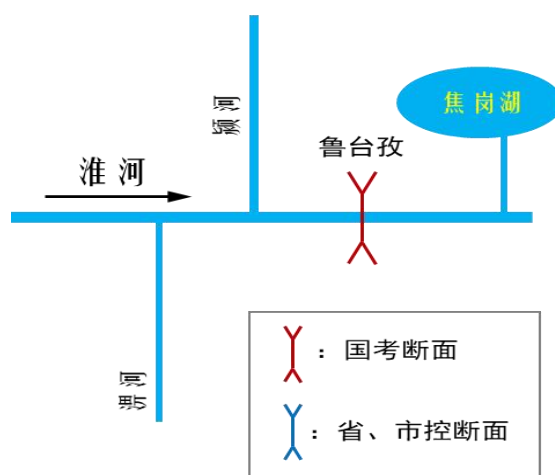 焦岗湖
颍河
鲁台孜
淮河
淠河
：国考断面
：省、市控断面